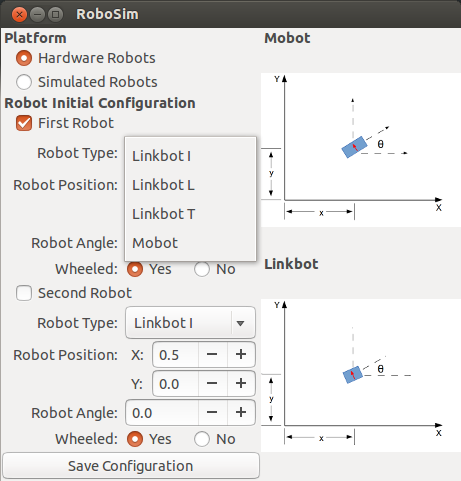 RoboSim
Platform
Hardware Robots
Simulated Robots
Robot Initial Configuration
First Robot
Robot Type:
Linkbot I
Linkbot L
Linkbot T
Mobot
Robot Position:
Robot Angle:
Wheeled: Yes No
Second Robot
Robot Type: Linkbot I
Robot Position: X: 0.5 − +
Y: 0.0 − +
Robot Angle: 0.0 − +
Wheeled: Yes No
Save Configuration
Mobot
Y
θ
y
x
X
Linkbot
Y
θ
y
x
X